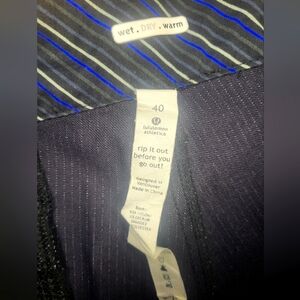 wet.DRY.warm
40
lululemon
athletica
rip it out
before you
go out!
designed in
Vancouver
made in China